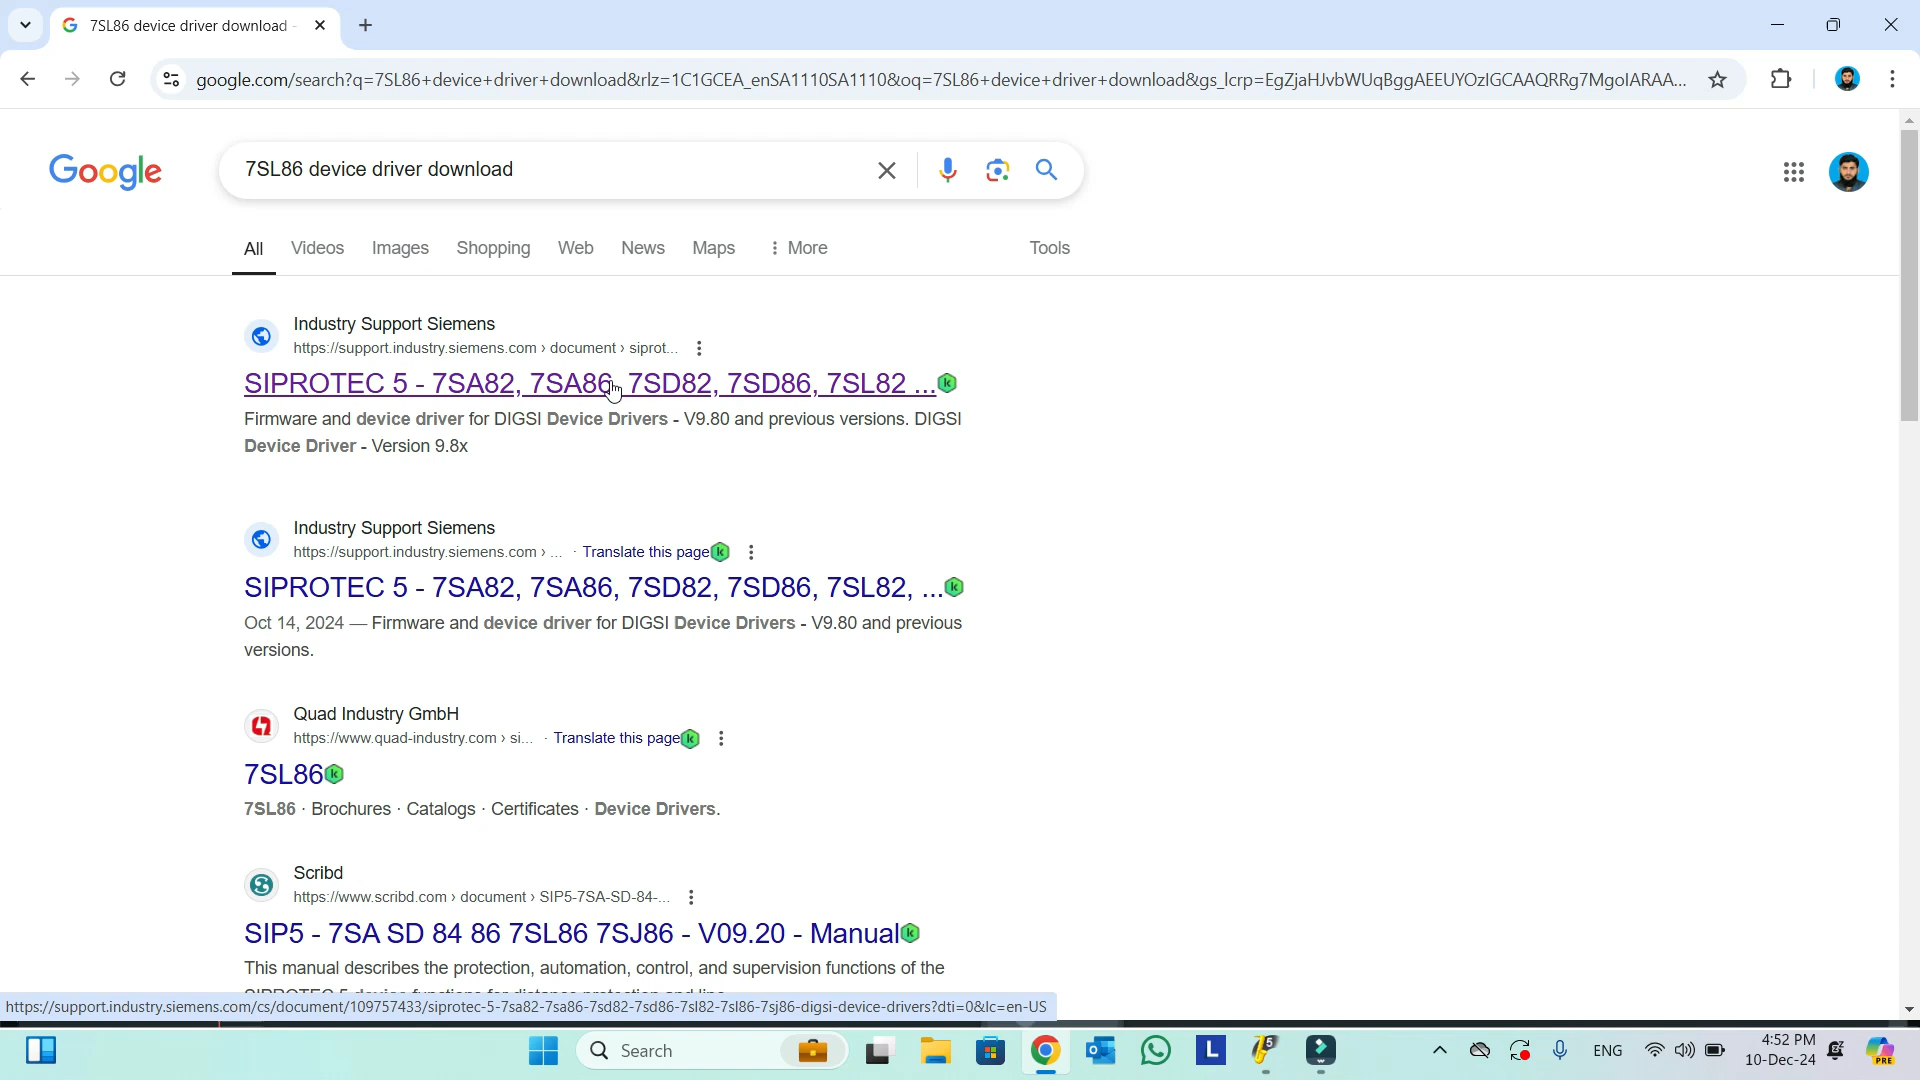 7SL86 device driver download
google.com/search?q=7SL86+device+driver+download&rlz=1C1GCEA_enSA1110SA1110&oq=7SL86+device+driver+download&gs_lcrp=EgZjaHJvbWUqBggAEEUYOzIGCAAQRRg7MgoIARAA...
Google
7SL86 device driver download
All Videos Images Shopping Web News Maps More Tools
Industry Support Siemens
https://support.industry.siemens.com › document › siprot...
SIPROTEC 5 - 7SA82, 7SA86, 7SD82, 7SD86, 7SL82 ...
Firmware and device driver for DIGSI Device Drivers - V9.80 and previous versions. DIGSI
Device Driver - Version 9.8x
Industry Support Siemens
https://support.industry.siemens.com › ... · Translate this page
SIPROTEC 5 - 7SA82, 7SA86, 7SD82, 7SD86, 7SL82, ...
Oct 14, 2024 — Firmware and device driver for DIGSI Device Drivers - V9.80 and previous
versions.
Quad Industry GmbH
https://www.quad-industry.com › si... · Translate this page
7SL86
7SL86 · Brochures · Catalogs · Certificates · Device Drivers.
Scribd
https://www.scribd.com › document › SIP5-7SA-SD-84-...
SIP5 - 7SA SD 84 86 7SL86 7SJ86 - V09.20 - Manual
This manual describes the protection, automation, control, and supervision functions of the
https://support.industry.siemens.com/cs/document/109757433/siprotec-5-7sa82-7sa86-7sd82-7sd86-7sl82-7sl86-7sj86-digsi-device-drivers?dti=0&lc=en-US
Search
L
5
ENG
4:52 PM
10-Dec-24
PRE